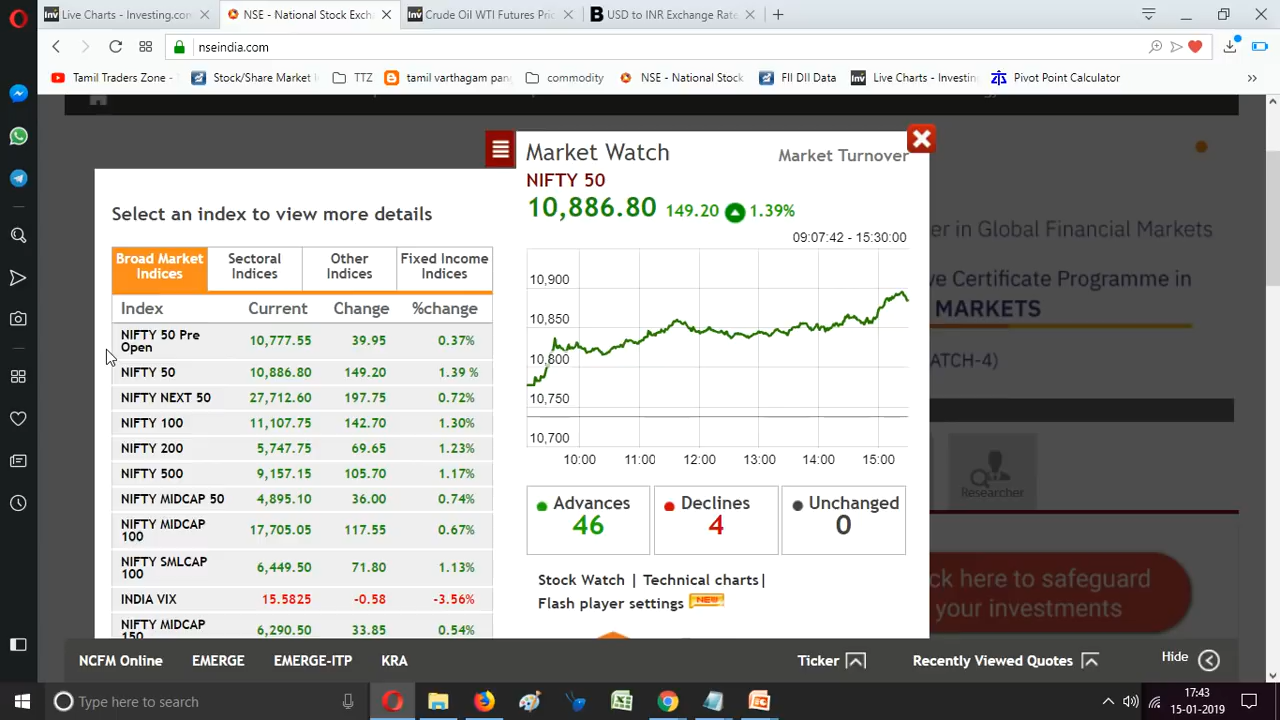 Live Charts - Investing.com
NSE - National Stock Exch
Crude Oil WTI Futures Pric
USD to INR Exchange Rate
nseindia.com
Tamil Traders Zone -
Stock/Share Market
TTZ
tamil varthagam pan
commodity
NSE - National Stock
FII DII Data
Live Charts - Investin
Pivot Point Calculator
Market Watch
Market Turnover
NIFTY 50
10,886.80 149.20 1.39%
09:07:42 - 15:30:00
Select an index to view more details
Broad Market Indices
Sectoral Indices
Other Indices
Fixed Income Indices
Index Current Change %change
NIFTY 50 Pre Open 10,777.55 39.95 0.37%
NIFTY 50 10,886.80 149.20 1.39 %
NIFTY NEXT 50 27,712.60 197.75 0.72%
NIFTY 100 11,107.75 142.70 1.30%
NIFTY 200 5,747.75 69.65 1.23%
NIFTY 500 9,157.15 105.70 1.17%
NIFTY MIDCAP 50 4,895.10 36.00 0.74%
NIFTY MIDCAP 100 17,705.05 117.55 0.67%
NIFTY SMLCAP 100 6,449.50 71.80 1.13%
INDIA VIX 15.5825 -0.58 -3.56%
NIFTY MIDCAP 150 6,290.50 33.85 0.54%
10,900
10,850
10,800
10,750
10,700
10:00 11:00 12:00 13:00 14:00 15:00
Advances 46
Declines 4
Unchanged 0
Stock Watch | Technical charts|
Flash player settings NEW
er in Global Financial Markets
ve Certificate Programme in
MARKETS
ATCH-4)
Researcher
ck here to safeguard
your investments
NCFM Online EMERGE EMERGE-ITP KRA
Ticker
Recently Viewed Quotes
Hide
Type here to search
17:43
15-01-2019